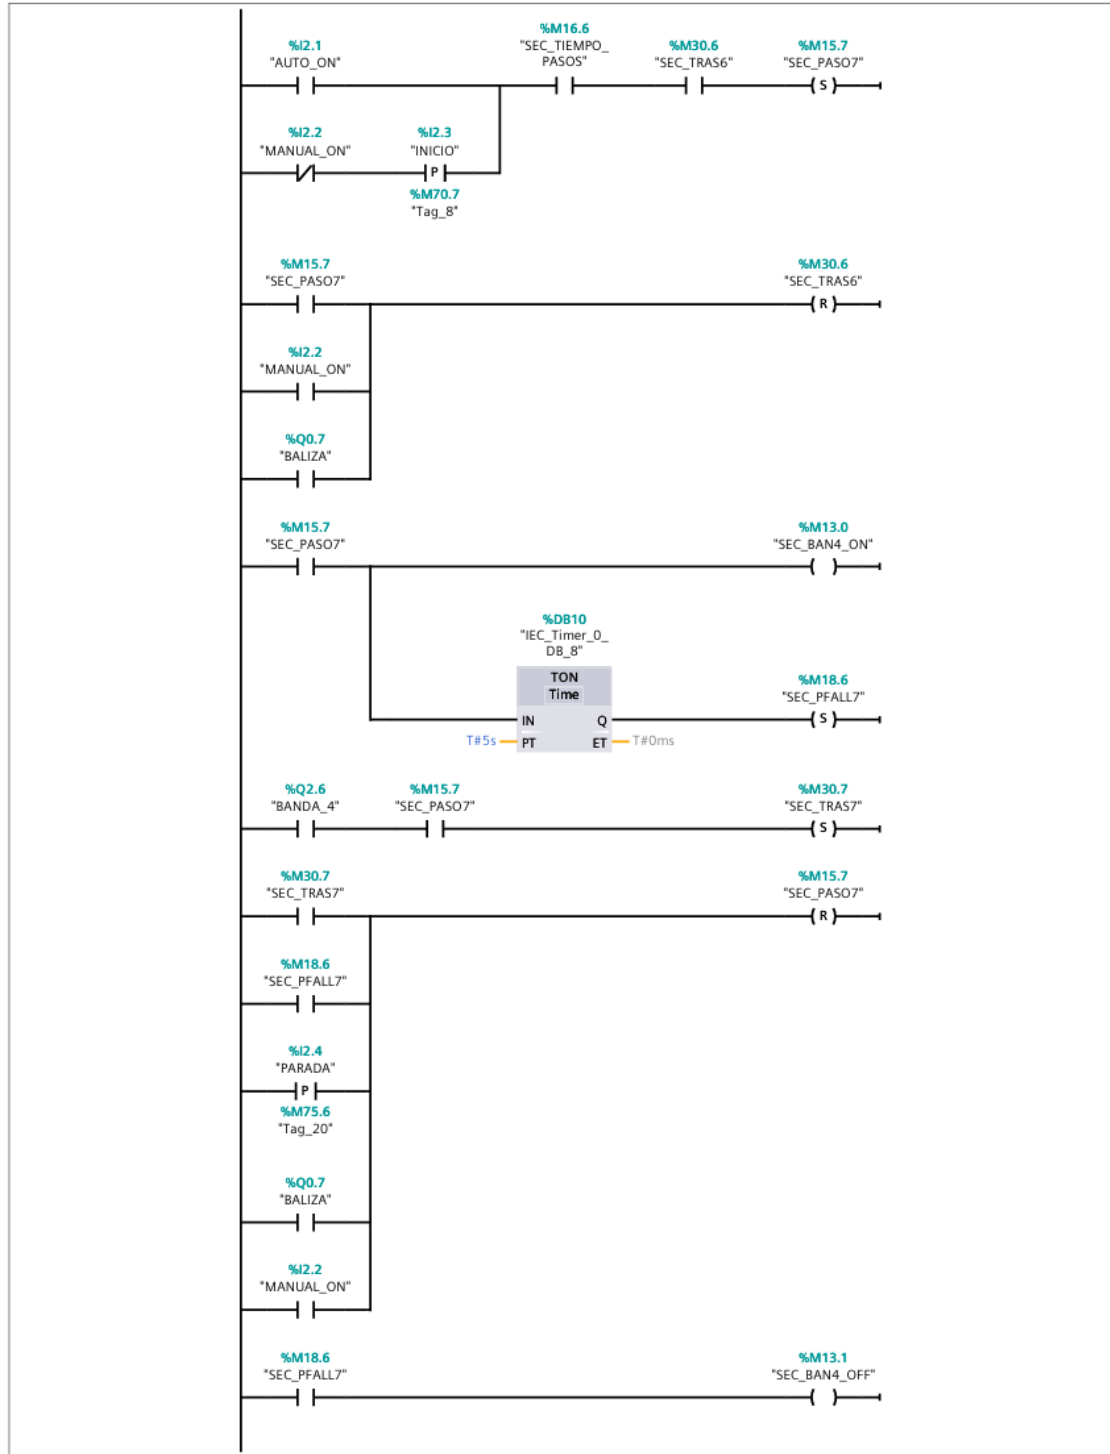 %M16.6
%I2.1 "SEC_TIEMPO_ %M30.6 %M15.7
"AUTO_ON" PASOS" "SEC_TRAS6" "SEC_PASO7"
S
%I2.2 %I2.3
"MANUAL_ON" "INICIO"
P
%M70.7
"Tag_8"
%M15.7 %M30.6
"SEC_PASO7" "SEC_TRAS6"
R
%I2.2
"MANUAL_ON"
%Q0.7
"BALIZA"
%M15.7 %M13.0
"SEC_PASO7" "SEC_BAN4_ON"
%DB10
"IEC_Timer_0_
DB_8"
TON %M18.6
Time "SEC_PFALL7"
IN Q S
T#5s PT ET T#0ms
%Q2.6 %M15.7 %M30.7
"BANDA_4" "SEC_PASO7" "SEC_TRAS7"
S
%M30.7 %M15.7
"SEC_TRAS7" "SEC_PASO7"
R
%M18.6
"SEC_PFALL7"
%I2.4
"PARADA"
P
%M75.6
"Tag_20"
%Q0.7
"BALIZA"
%I2.2
"MANUAL_ON"
%M18.6 %M13.1
"SEC_PFALL7" "SEC_BAN4_OFF"